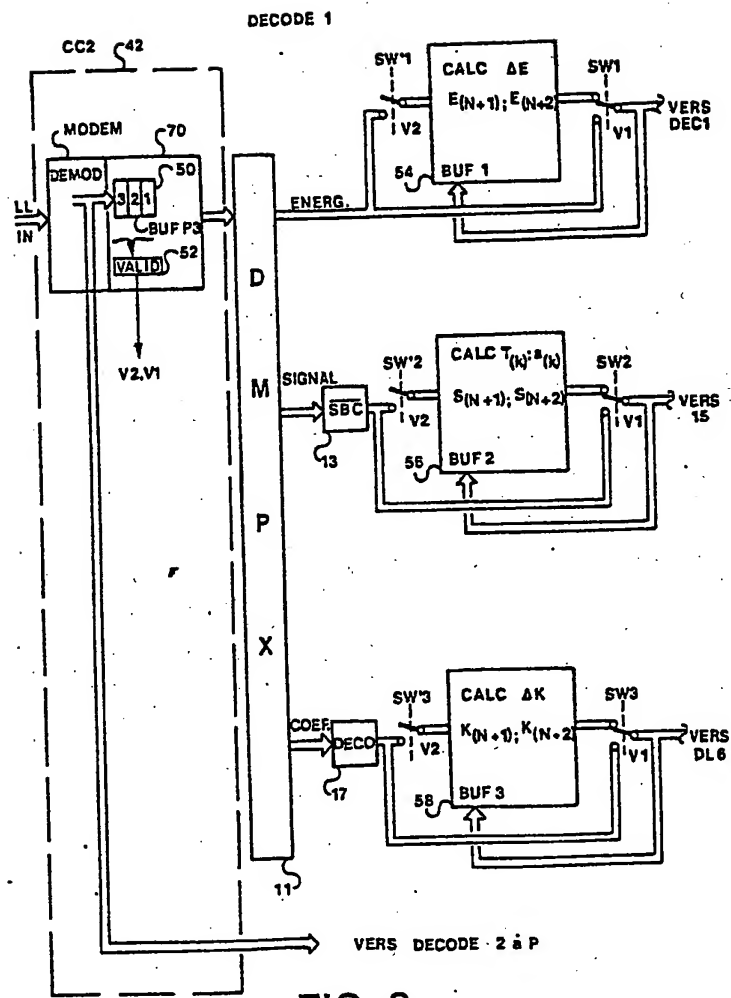 DECODE 1
CC2 42
MODEM 70
DEMOD
50
3 2 1
BUF P3
52
VALID
LL
IN
V2, V1
D
M
P
X
11
ENERG.
SW'1
V2
CALC ΔE
E(N+1); E(N+2)
54
BUF 1
SW1
V1
VERS
DEC1
SIGNAL
SBC
13
SW'2
V2
CALC T(k); a(k)
S(N+1); S(N+2)
56
BUF 2
SW2
V1
VERS
15
COEF.
DECO
17
SW'3
V2
CALC ΔK
K(N+1); K(N+2)
58
BUF 3
SW3
V1
VERS
DL6
VERS DECODE 2 à P